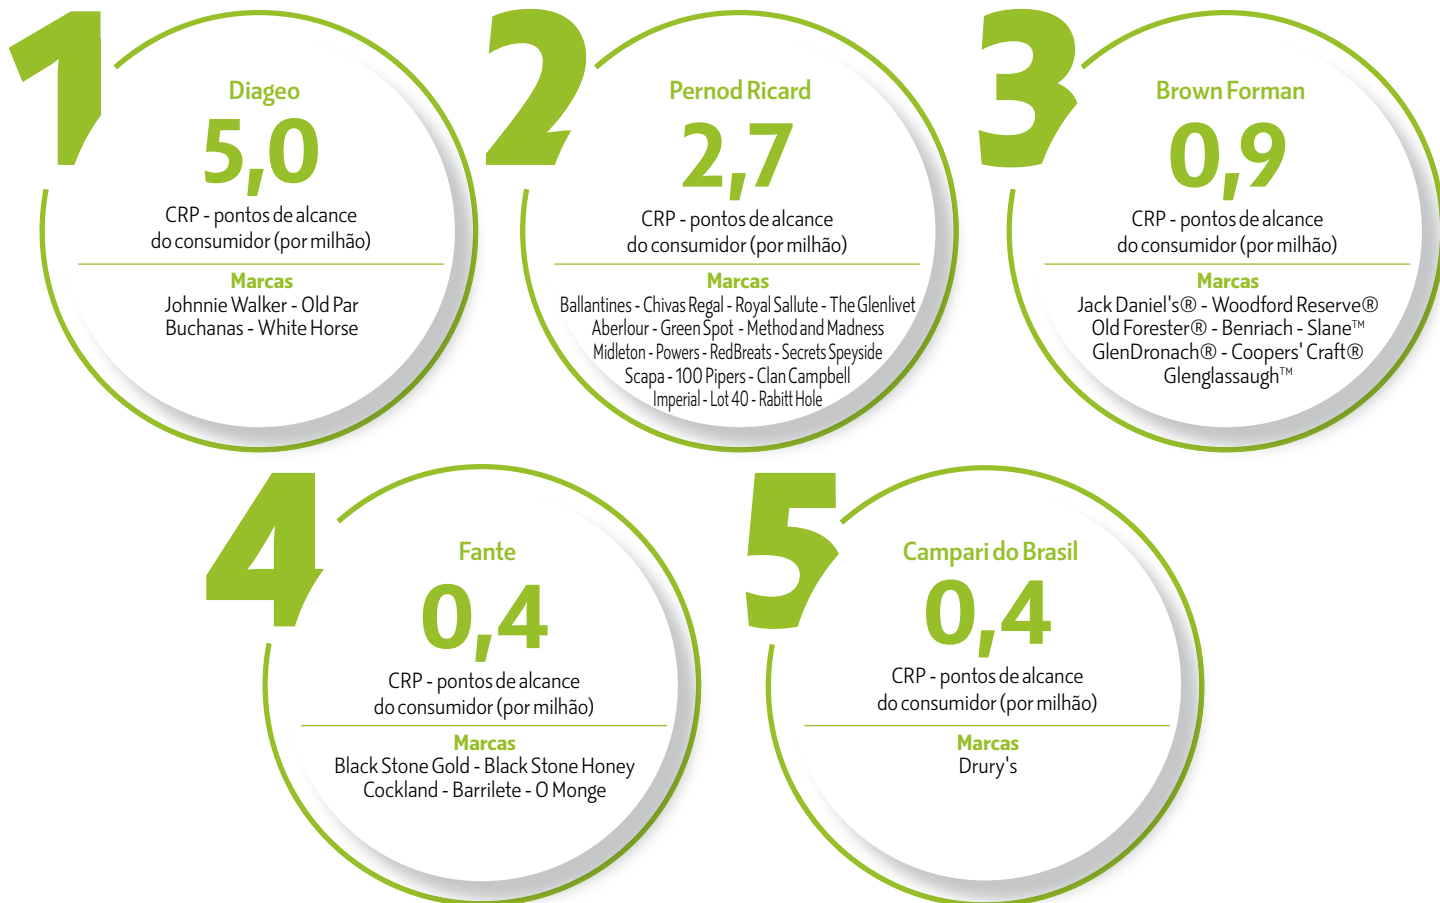 1
Diageo
5,0
CRP - pontos de alcance
do consumidor (por milhão)
Marcas
Johnnie Walker - Old Par
Buchanas - White Horse
2
Pernod Ricard
2,7
CRP - pontos de alcance
do consumidor (por milhão)
Marcas
Ballantines - Chivas Regal - Royal Sallute - The Glenlivet
Aberlour - Green Spot - Method and Madness
Midleton - Powers - RedBreats - Secrets Speyside
Scapa - 100 Pipers - Clan Campbell
Imperial - Lot 40 - Rabitt Hole
3
Brown Forman
0,9
CRP - pontos de alcance
do consumidor (por milhão)
Marcas
Jack Daniel's® - Woodford Reserve®
Old Forester® - Benriach - Slane™
GlenDronach® - Coopers' Craft®
Glenglassaugh™
4
Fante
0,4
CRP - pontos de alcance
do consumidor (por milhão)
Marcas
Black Stone Gold - Black Stone Honey
Cockland - Barrilete - O Monge
5
Campari do Brasil
0,4
CRP - pontos de alcance
do consumidor (por milhão)
Marcas
Drury's